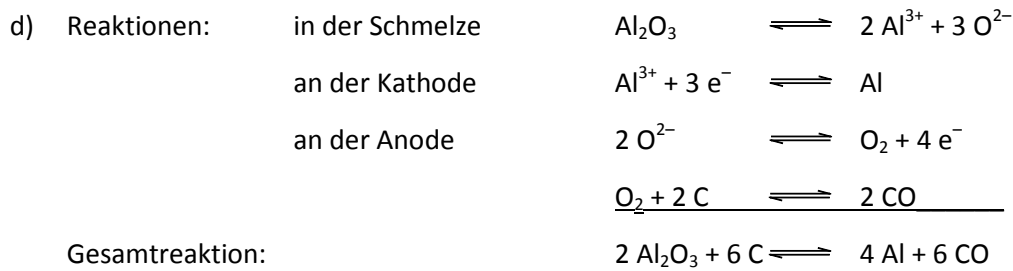 d) Reaktionen: in der Schmelze Al₂O₃ ⇌ 2 Al³⁺ + 3 O²⁻
an der Kathode Al³⁺ + 3 e⁻ ⇌ Al
an der Anode 2 O²⁻ ⇌ O₂ + 4 e⁻
O₂ + 2 C ⇌ 2 CO
Gesamtreaktion: 2 Al₂O₃ + 6 C ⇌ 4 Al + 6 CO